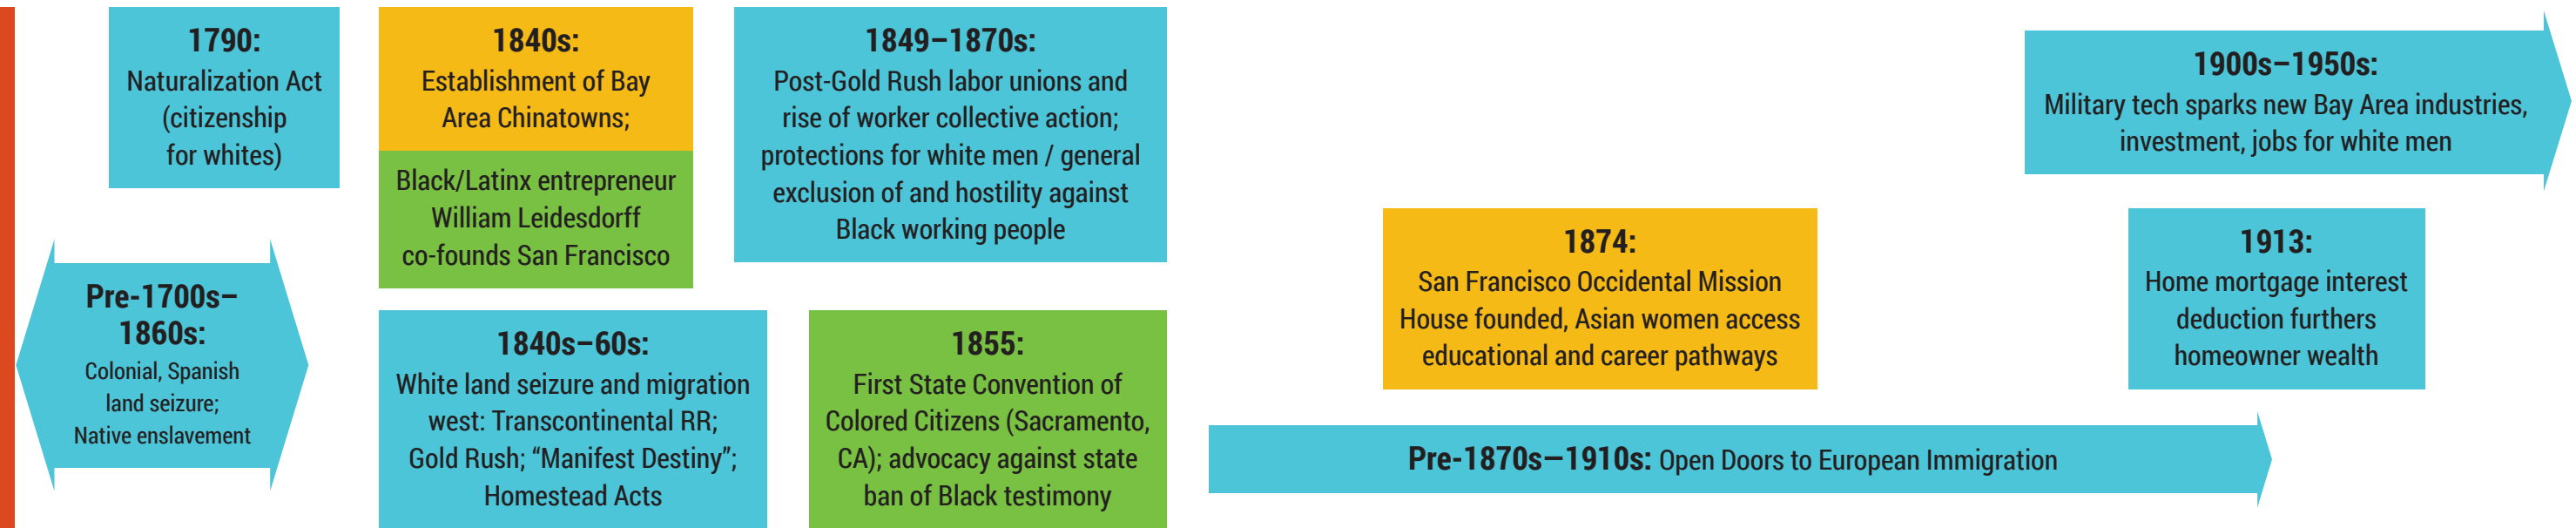 1790:
Naturalization Act
(citizenship
for whites)
Pre-1700s–
1860s:
Colonial, Spanish
land seizure;
Native enslavement
1840s:
Establishment of Bay
Area Chinatowns;
Black/Latinx entrepreneur
William Leidesdorff
co-founds San Francisco
1840s–60s:
White land seizure and migration
west: Transcontinental RR;
Gold Rush; “Manifest Destiny”;
Homestead Acts
1849–1870s:
Post-Gold Rush labor unions and
rise of worker collective action;
protections for white men / general
exclusion of and hostility against
Black working people
1855:
First State Convention of
Colored Citizens (Sacramento,
CA); advocacy against state
ban of Black testimony
1874:
San Francisco Occidental Mission
House founded, Asian women access
educational and career pathways
Pre-1870s—1910s: Open Doors to European Immigration
1900s–1950s:
Military tech sparks new Bay Area industries,
investment, jobs for white men
1913:
Home mortgage interest
deduction furthers
homeowner wealth